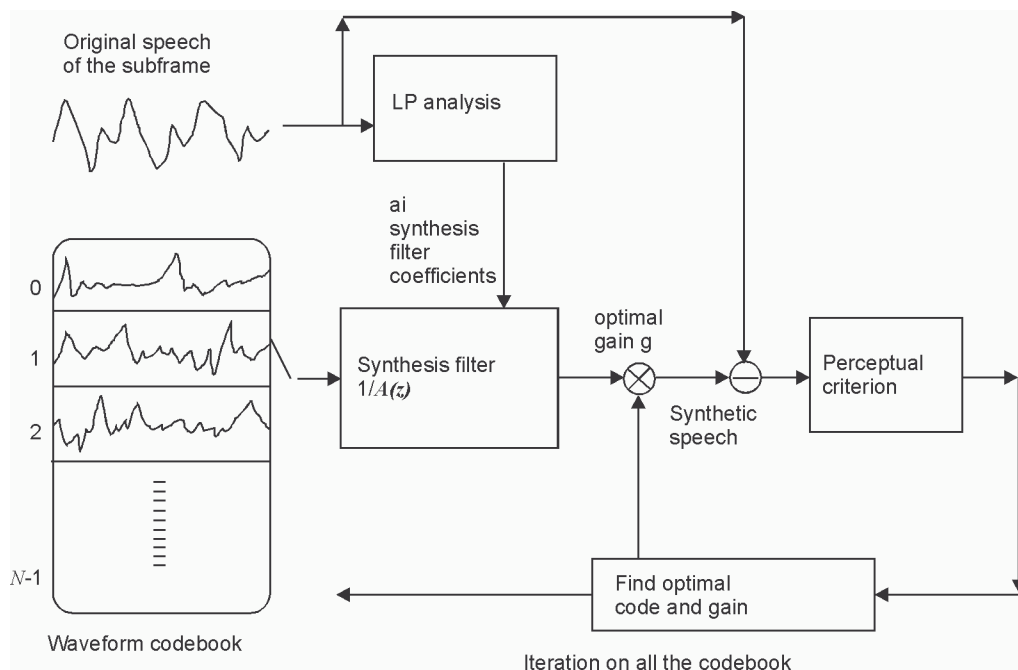 Original speech
of the subframe
LP analysis
ai
synthesis
filter
coefficients
0
1
2
N-1
Synthesis filter
1/A(z)
optimal
gain g
Synthetic
speech
Perceptual
criterion
Find optimal
code and gain
Waveform codebook
Iteration on all the codebook